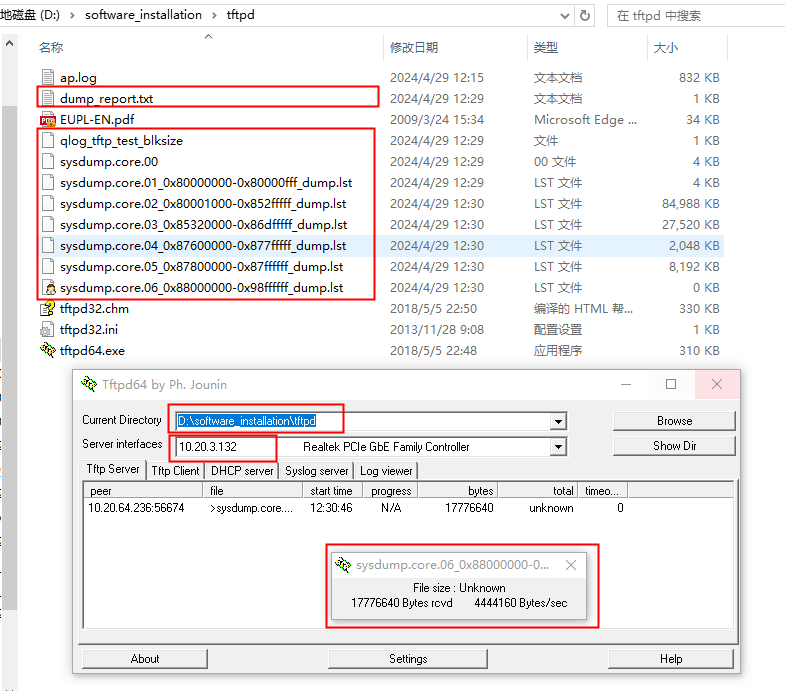 地磁盘 (D:) › software_installation › tftpd 在 tftpd 中搜索
名称 修改日期 类型 大小
ap.log 2024/4/29 12:15 文本文档 832 KB
dump_report.txt 2024/4/29 12:29 文本文档 1 KB
EUPL-EN.pdf 2009/3/24 15:34 Microsoft Edge ... 34 KB
qlog_tftp_test_blksize 2024/4/29 12:29 文件 1 KB
sysdump.core.00 2024/4/29 12:29 00 文件 4 KB
sysdump.core.01_0x80000000-0x80000fff_dump.lst 2024/4/29 12:29 LST 文件 4 KB
sysdump.core.02_0x80001000-0x852fffff_dump.lst 2024/4/29 12:30 LST 文件 84,988 KB
sysdump.core.03_0x85320000-0x86dfffff_dump.lst 2024/4/29 12:30 LST 文件 27,520 KB
sysdump.core.04_0x87600000-0x877fffff_dump.lst 2024/4/29 12:30 LST 文件 2,048 KB
sysdump.core.05_0x87800000-0x87ffffff_dump.lst 2024/4/29 12:30 LST 文件 8,192 KB
sysdump.core.06_0x88000000-0x98ffffff_dump.lst 2024/4/29 12:30 LST 文件 0 KB
tftpd32.chm 2018/5/5 22:50 编译的 HTML 帮... 330 KB
tftpd32.ini 2013/11/28 9:08 配置设置 1 KB
tftpd64.exe 2018/5/5 22:48 应用程序 310 KB
Tftpd64 by Ph. Jounin
Current Directory D:\software_installation\tftpd Browse
Server interfaces 10.20.3.132 Realtek PCIe GbE Family Controller Show Dir
Tftp Server Tftp Client DHCP server Syslog server Log viewer
peer file start time progress bytes total timeo...
10.20.64.236:56674 >sysdump.core.... 12:30:46 N/A 17776640 unknown 0
sysdump.core.06_0x88000000-0...
File size : Unknown
17776640 Bytes rcvd 4444160 Bytes/sec
About Settings Help